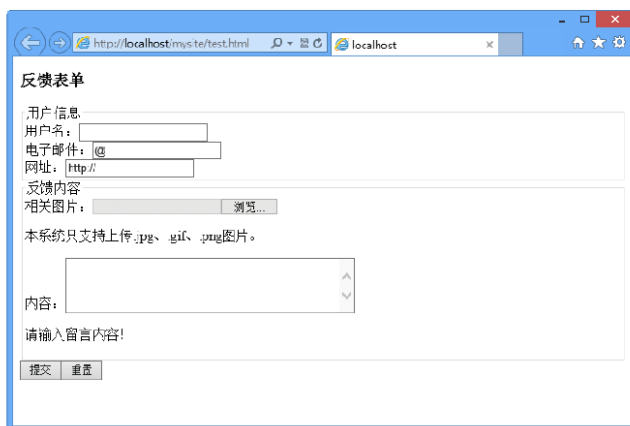 http://localhost/mysite/test.html
localhost
反馈表单
用户信息
用户名：
电子邮件：@
网址：http://
反馈内容
相关图片： 浏览...
本系统只支持上传.jpg、.gif、.png图片。
内容：
请输入留言内容!
提交 重置